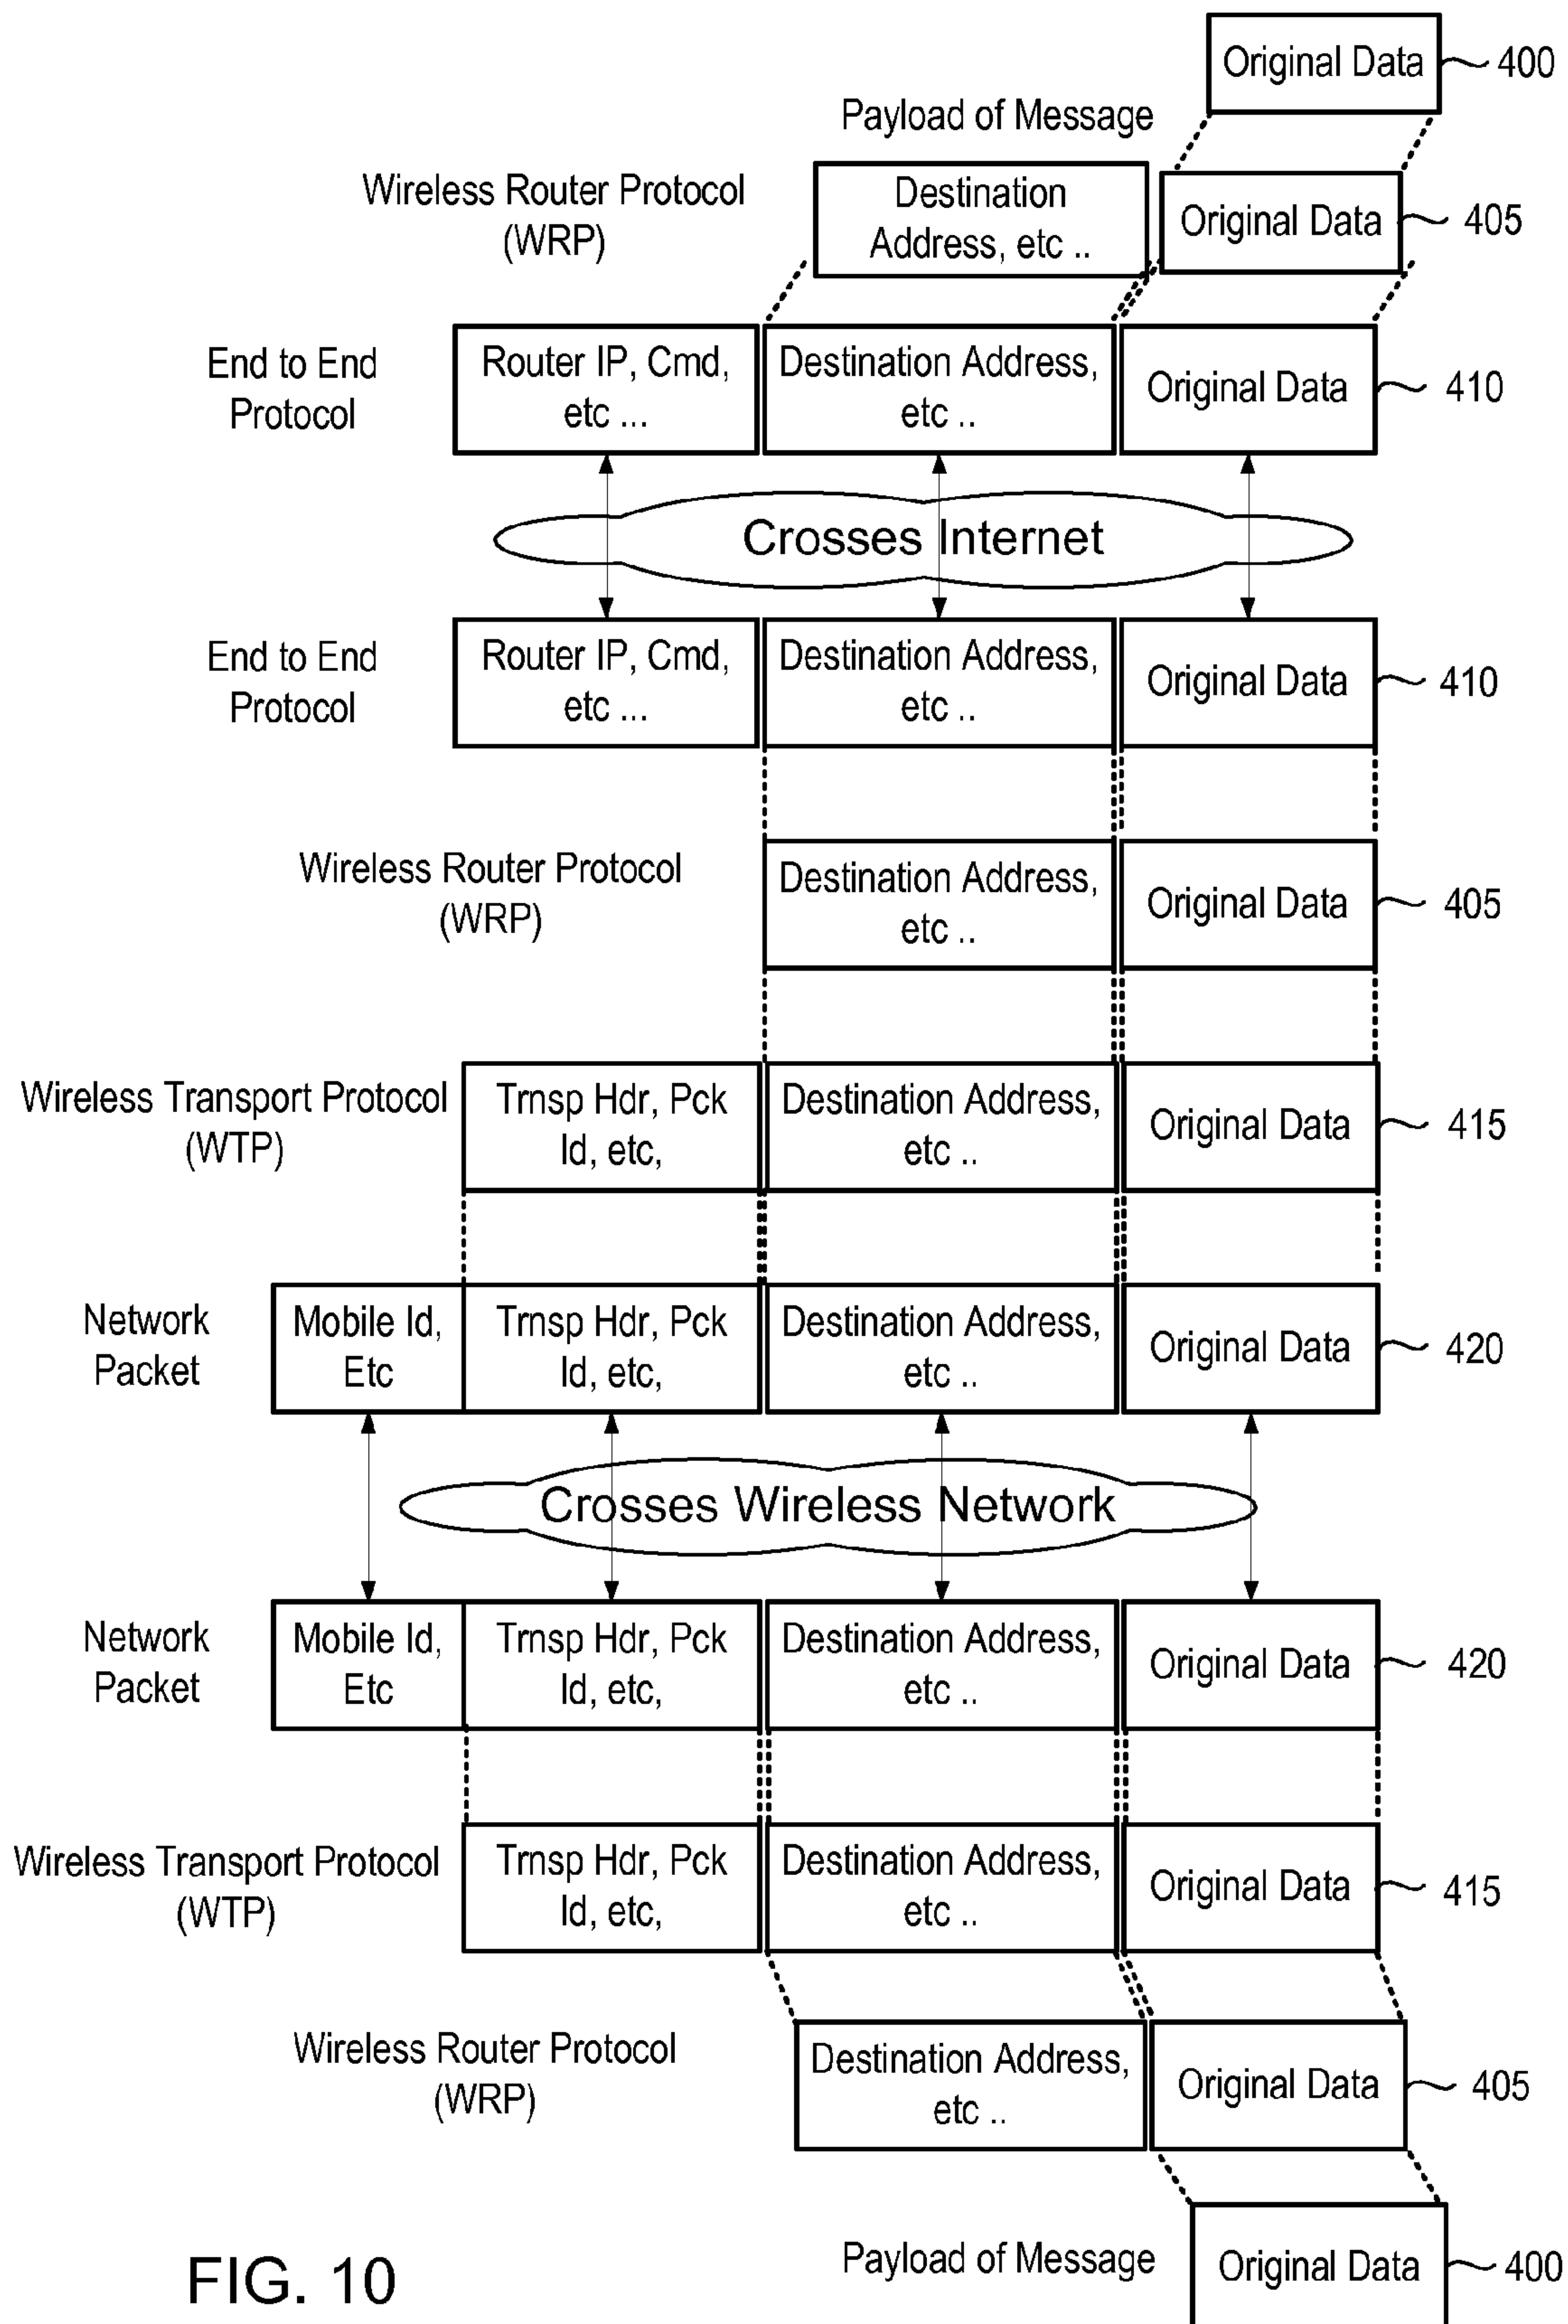 Original Data 400
Payload of Message
Wireless Router Protocol
(WRP)
Destination
Address, etc ..
Original Data 405
End to End
Protocol
Router IP, Cmd,
etc ...
Destination Address,
etc ..
Original Data 410
Crosses Internet
End to End
Protocol
Router IP, Cmd,
etc ...
Destination Address,
etc ..
Original Data 410
Wireless Router Protocol
(WRP)
Destination Address,
etc ..
Original Data 405
Wireless Transport Protocol
(WTP)
Trnsp Hdr, Pck
Id, etc,
Destination Address,
etc ..
Original Data 415
Network
Packet
Mobile Id,
Etc
Trnsp Hdr, Pck
Id, etc,
Destination Address,
etc ..
Original Data 420
Crosses Wireless Network
Network
Packet
Mobile Id,
Etc
Trnsp Hdr, Pck
Id, etc,
Destination Address,
etc ..
Original Data 420
Wireless Transport Protocol
(WTP)
Trnsp Hdr, Pck
Id, etc,
Destination Address,
etc ..
Original Data 415
Wireless Router Protocol
(WRP)
Destination Address,
etc ..
Original Data 405
Payload of Message
Original Data 400
FIG. 10